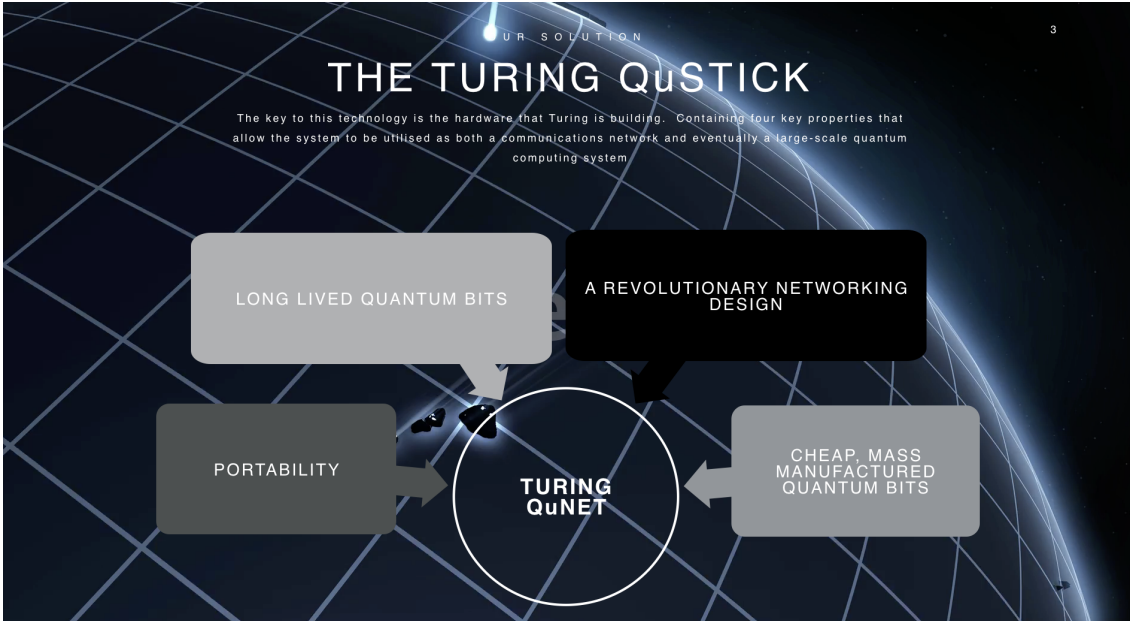 3
UR SOLUTION
THE TURING QuSTICK
The key to this technology is the hardware that Turing is building. Containing four key properties that
allow the system to be utilised as both a communications network and eventually a large-scale quantum
computing system
LONG LIVED QUANTUM BITS
A REVOLUTIONARY NETWORKING
DESIGN
PORTABILITY
CHEAP, MASS
MANUFACTURED
QUANTUM BITS
TURING
QuNET